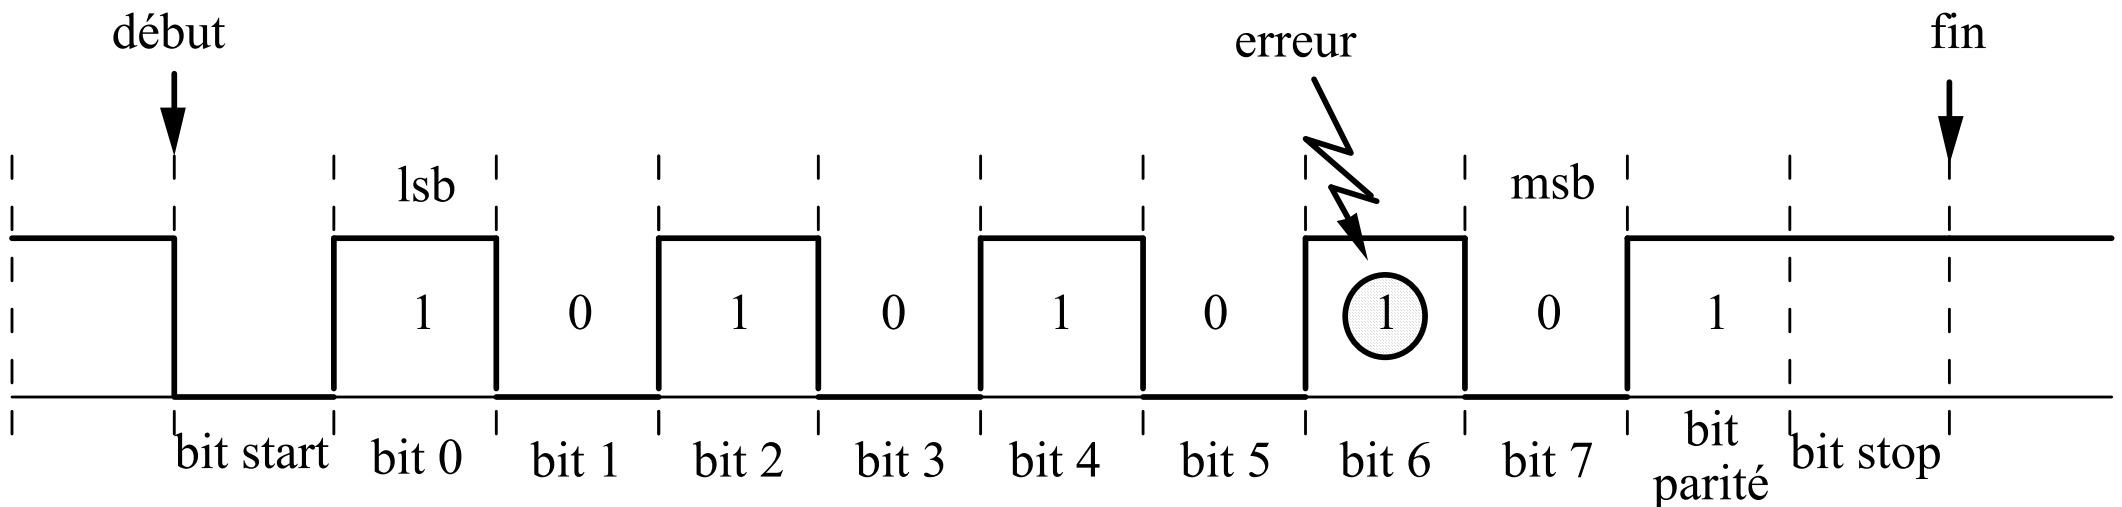 début erreur fin
lsb msb
1 0 1 0 1 0 1 0 1
bit start bit 0 bit 1 bit 2 bit 3 bit 4 bit 5 bit 6 bit 7 bit parité bit stop